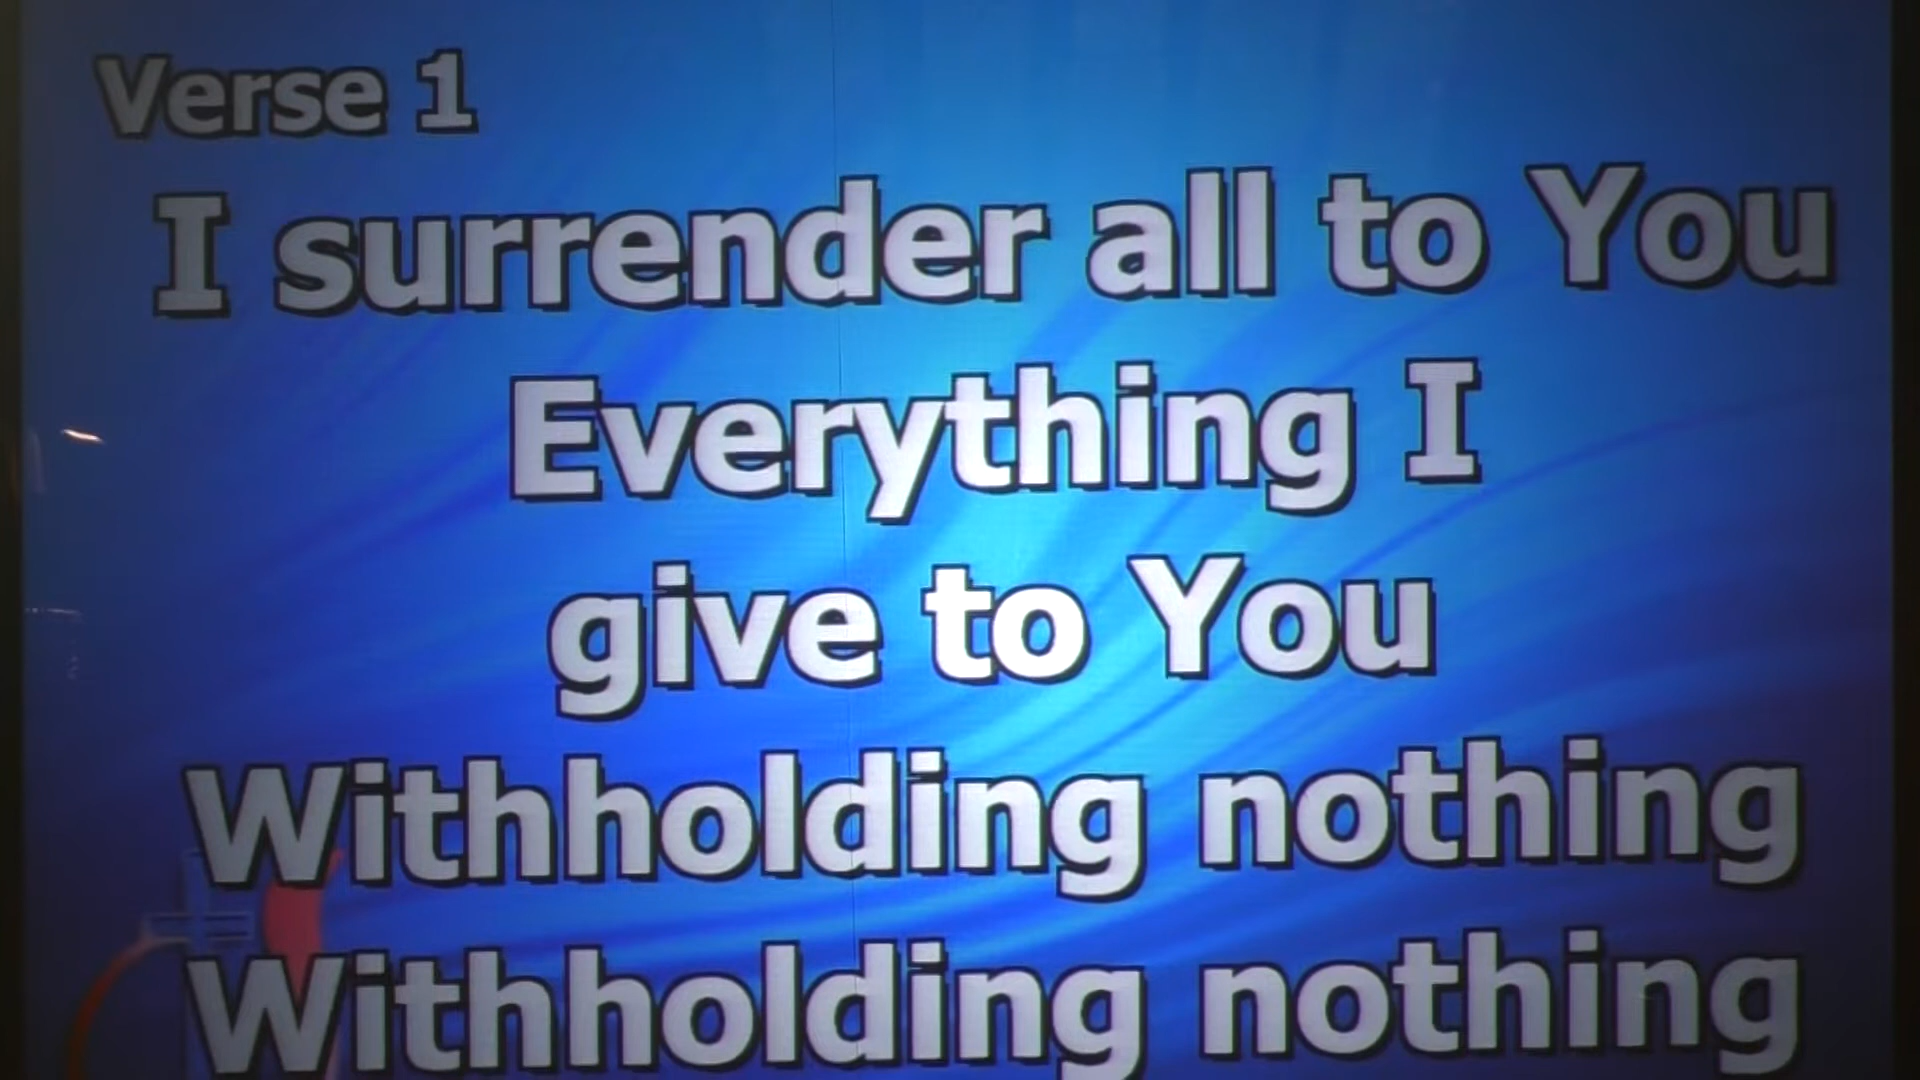 Verse 1
I surrender all to You
Everything I
give to You
Withholding nothing
Withholding nothing